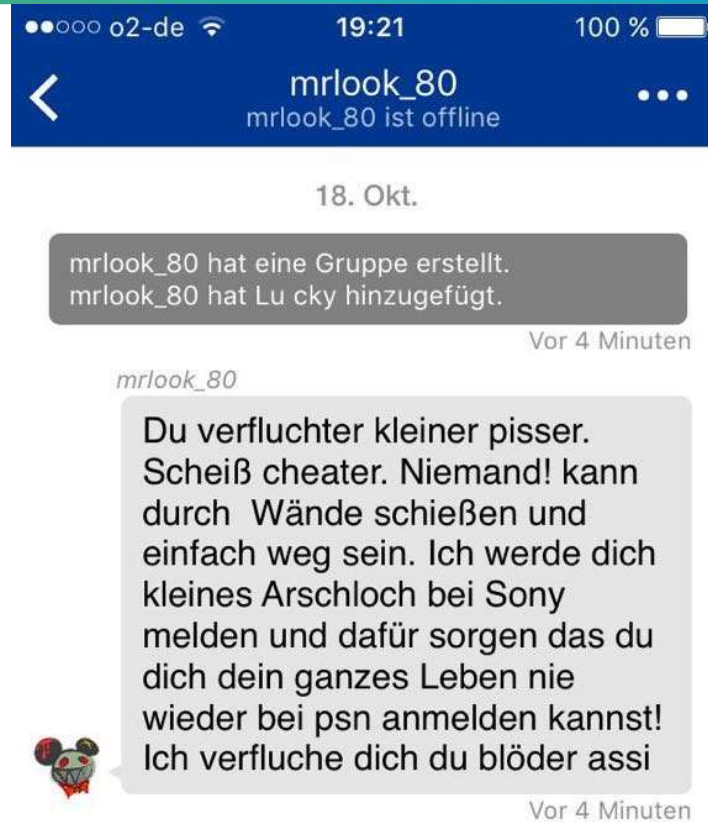 o2-de 19:21 100 %
mrlook_80
mrlook_80 ist offline
18. Okt.
mrlook_80 hat eine Gruppe erstellt.
mrlook_80 hat Lu cky hinzugefügt.
Vor 4 Minuten
mrlook_80
Du verfluchter kleiner pisser.
Scheiß cheater. Niemand! kann
durch  Wände schießen und
einfach weg sein. Ich werde dich
kleines Arschloch bei Sony
melden und dafür sorgen das du
dich dein ganzes Leben nie
wieder bei psn anmelden kannst!
Ich verfluche dich du blöder assi
Vor 4 Minuten